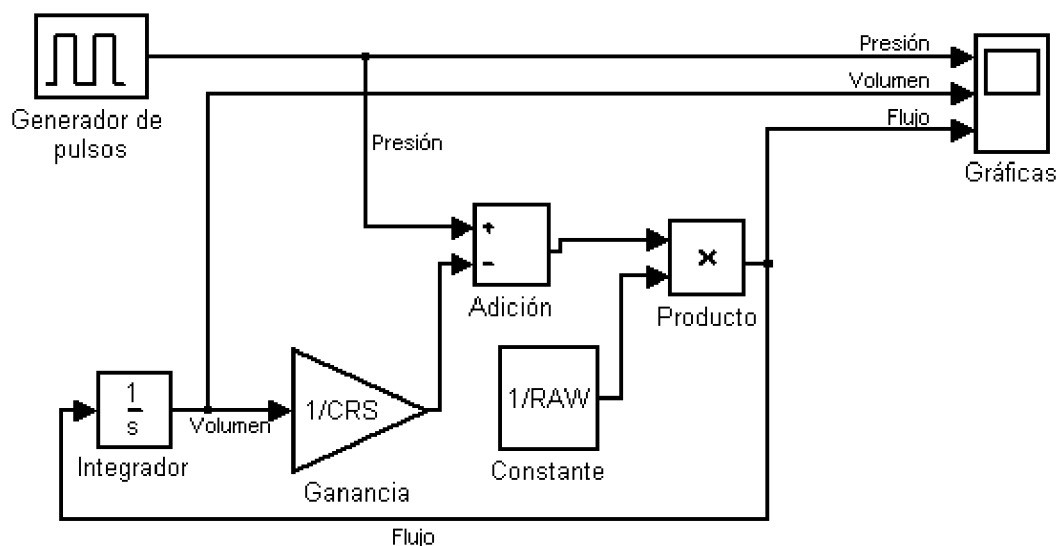 Presión
Volumen
Flujo
Generador de
pulsos
Presión
Gráficas
+
-
Adición
×
Producto
1
s
Integrador
Volumen
1/CRS
Ganancia
1/RAW
Constante
Flujo